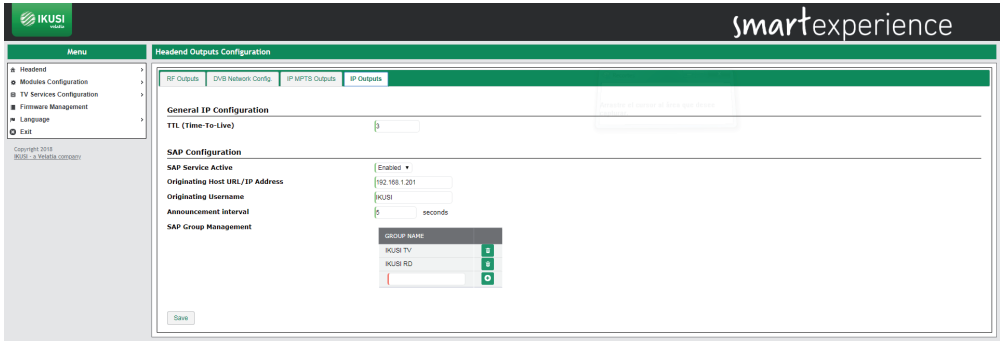 IKUSI
velatia
smartexperience
Menu
Headend Outputs Configuration
Headend
Modules Configuration
TV Services Configuration
Firmware Management
Language
Exit
Copyright 2018
IKUSI - a Velatia company
RF Outputs DVB Network Config. IP MPTS Outputs IP Outputs
General IP Configuration
TTL (Time-To-Live) 3
SAP Configuration
SAP Service Active Enabled
Originating Host URL/IP Address 192.168.1.201
Originating Username IKUSI
Announcement interval 5 seconds
SAP Group Management
GROUP NAME
IKUSI TV
IKUSI RD
Save